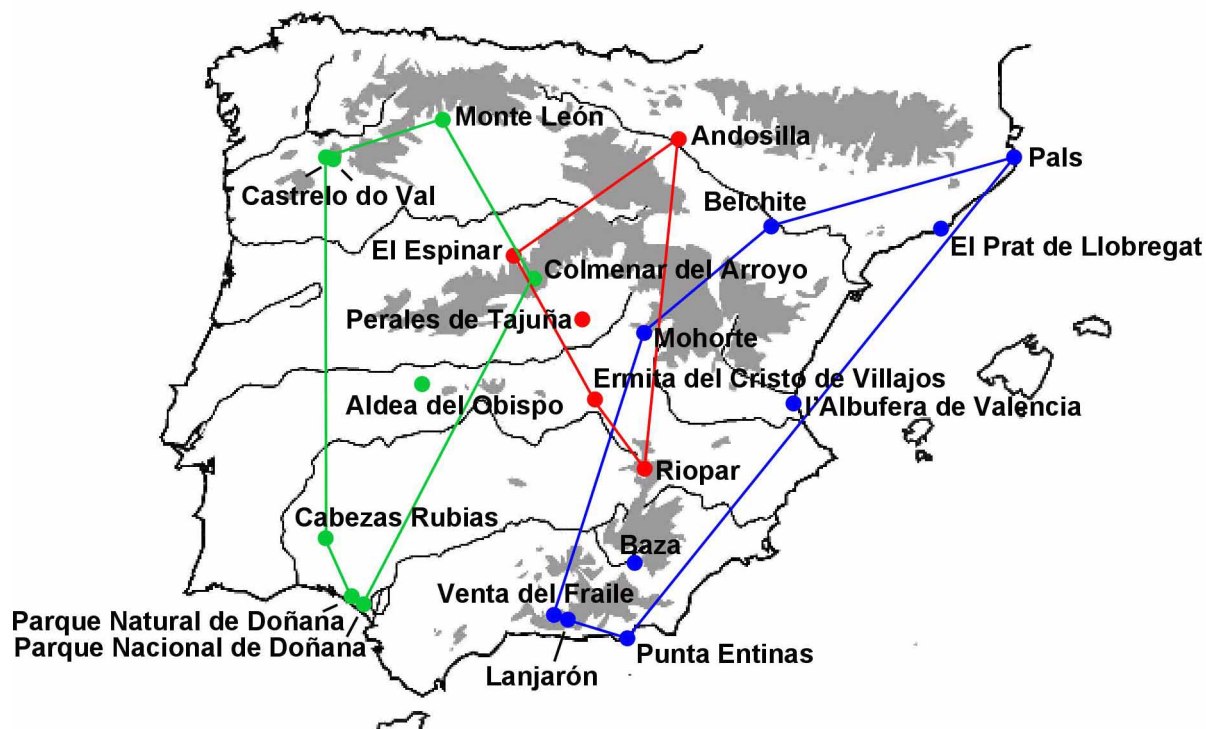 Monte León
Andosilla
Pals
Castrelo do Val
Belchite
El Espinar
El Prat de Llobregat
Colmenar del Arroyo
Perales de Tajuña
Mohorte
Ermita del Cristo de Villajos
Aldea del Obispo
l'Albufera de Valencia
Riopar
Cabezas Rubias
Baza
Venta del Fraile
Parque Natural de Doñana
Parque Nacional de Doñana
Punta Entinas
Lanjarón